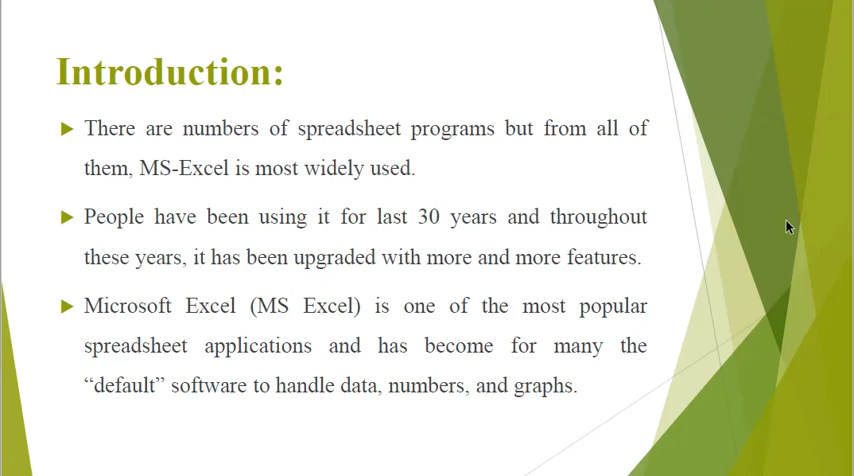 Introduction:
There are numbers of spreadsheet programs but from all of
them, MS-Excel is most widely used.
People have been using it for last 30 years and throughout
these years, it has been upgraded with more and more features.
Microsoft Excel (MS Excel) is one of the most popular
spreadsheet applications and has become for many the
“default” software to handle data, numbers, and graphs.